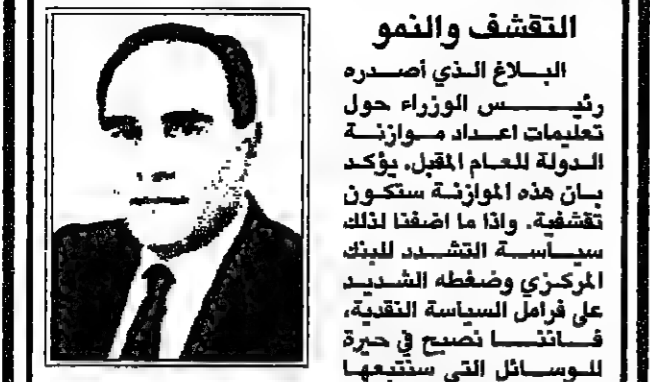 التقشف والنمو
البلاغ الذي أصدره
رئيس الوزراء حول
تعليمات اعداد موازنة
الدولة للعام المقبل، يؤكد
بان هذه الموازنة ستكون
تقشفية. واذا ما اضفنا لذلك
سياسة التشدد للبنك
المركزي وضغطه الشديد
على فرامل السياسة النقدية،
فاننا نصبح في حيرة
للوسائل التي سنتبعها